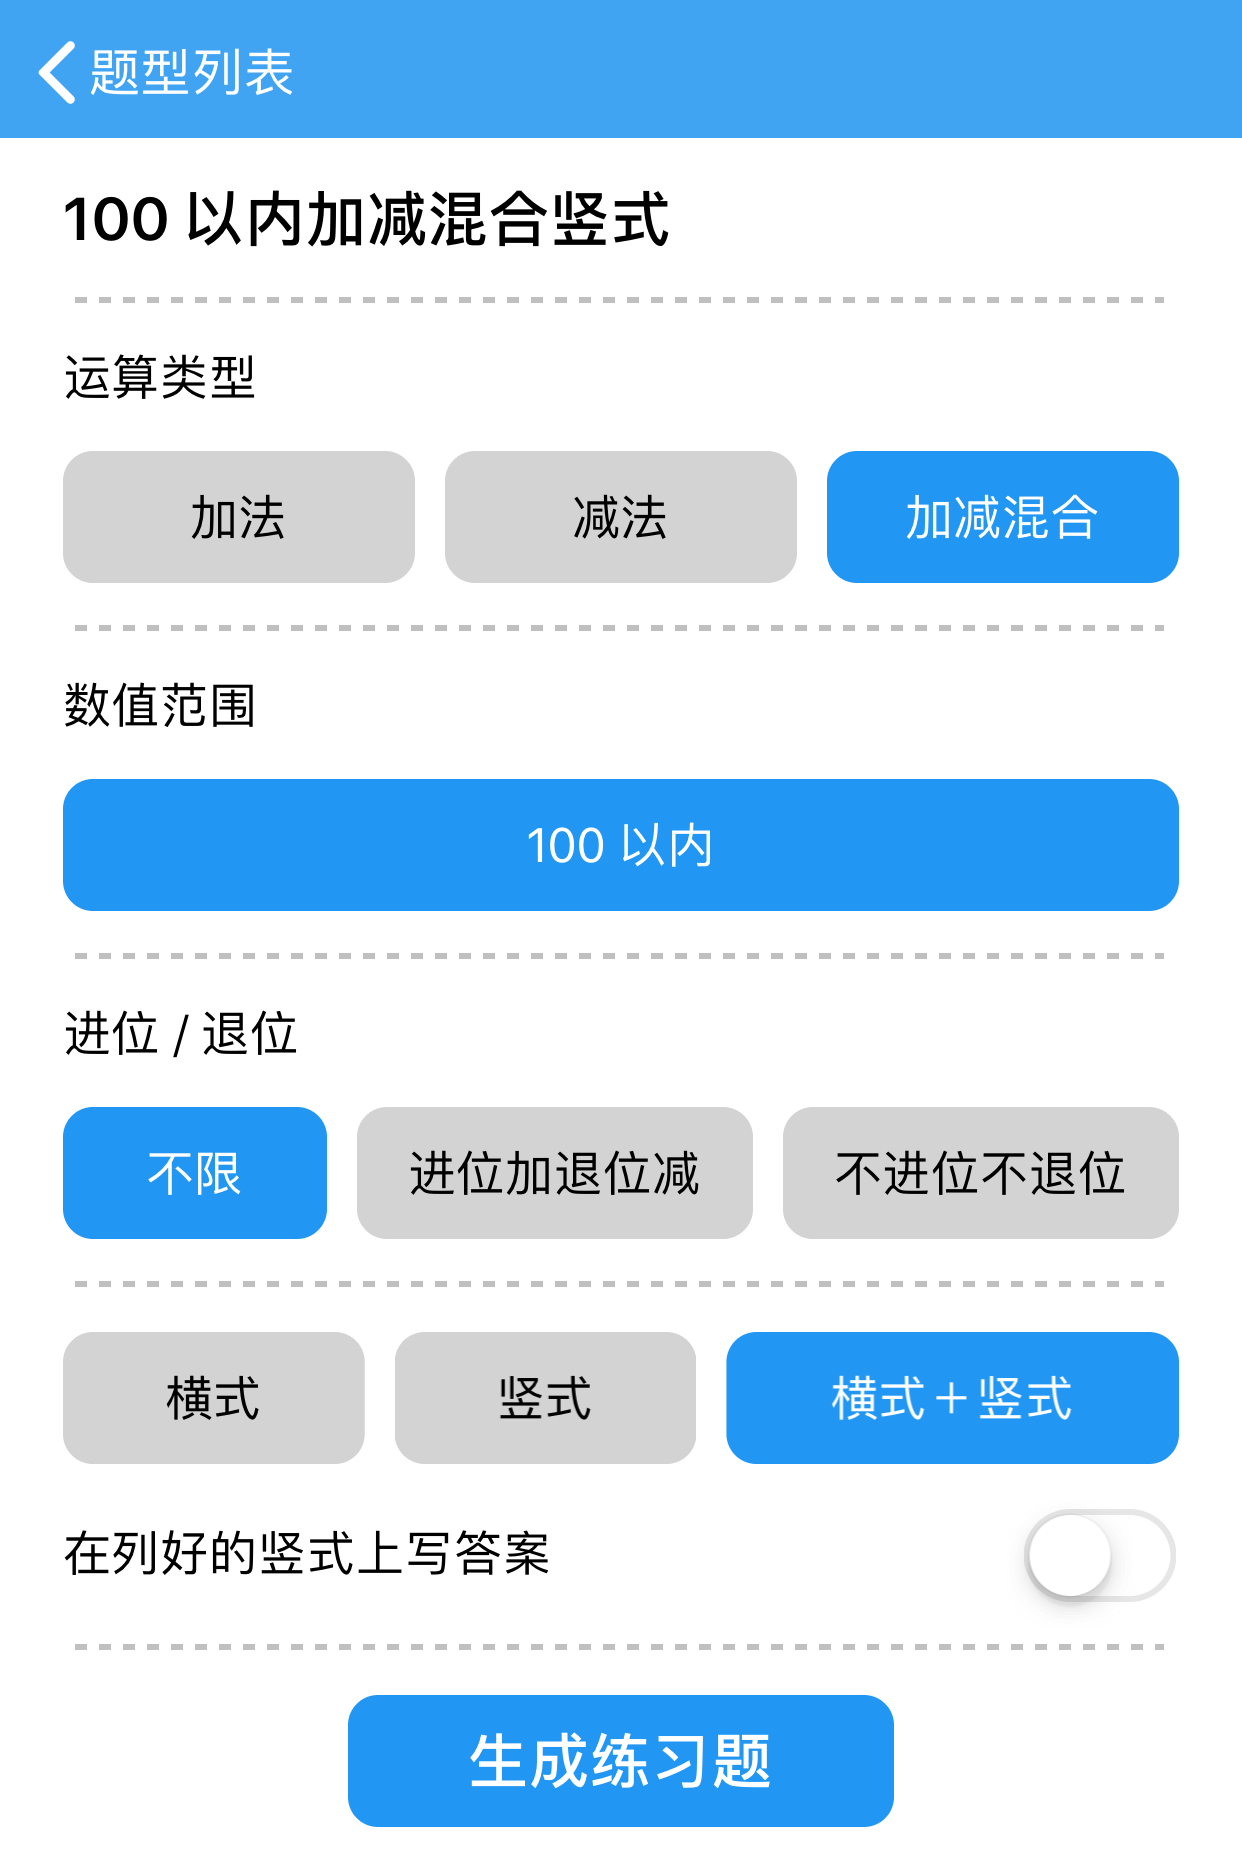 题型列表
100 以内加减混合竖式
运算类型
加法 减法 加减混合
数值范围
100 以内
进位 / 退位
不限 进位加退位减 不进位不退位
横式 竖式 横式＋竖式
在列好的竖式上写答案
生成练习题